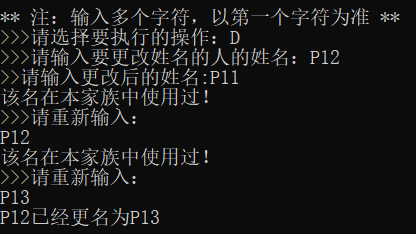 ** 注：输入多个字符，以第一个字符为准 **
>>>请选择要执行的操作：D
>>>请输入要更改姓名的人的姓名：P12
>>请输入更改后的姓名:P11
该名在本家族中使用过！
>>>请重新输入：
P12
该名在本家族中使用过！
>>>请重新输入：
P13
P12已经更名为P13